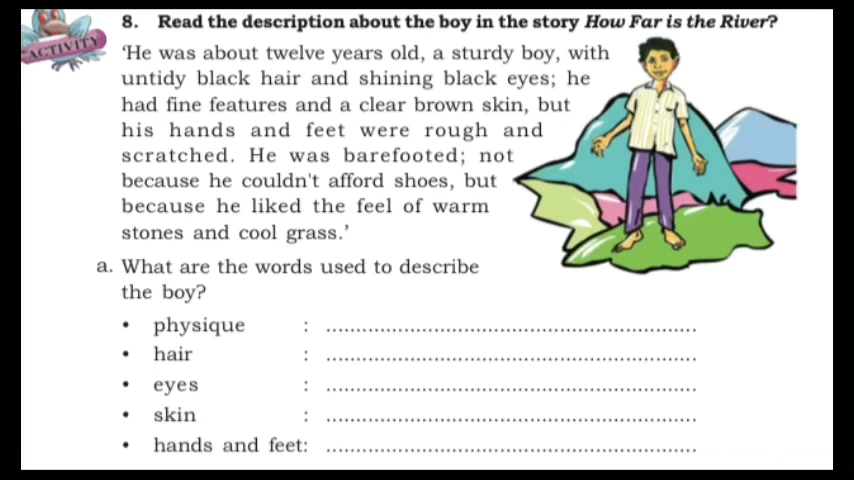 ACTIVITY
8. Read the description about the boy in the story How Far is the River?
'He was about twelve years old, a sturdy boy, with
untidy black hair and shining black eyes; he
had fine features and a clear brown skin, but
his hands and feet were rough and
scratched. He was barefooted; not
because he couldn't afford shoes, but
because he liked the feel of warm
stones and cool grass.'
a. What are the words used to describe
the boy?
• physique : ..............................................................
• hair : ..............................................................
• eyes : ..............................................................
• skin : ..............................................................
• hands and feet: ..............................................................